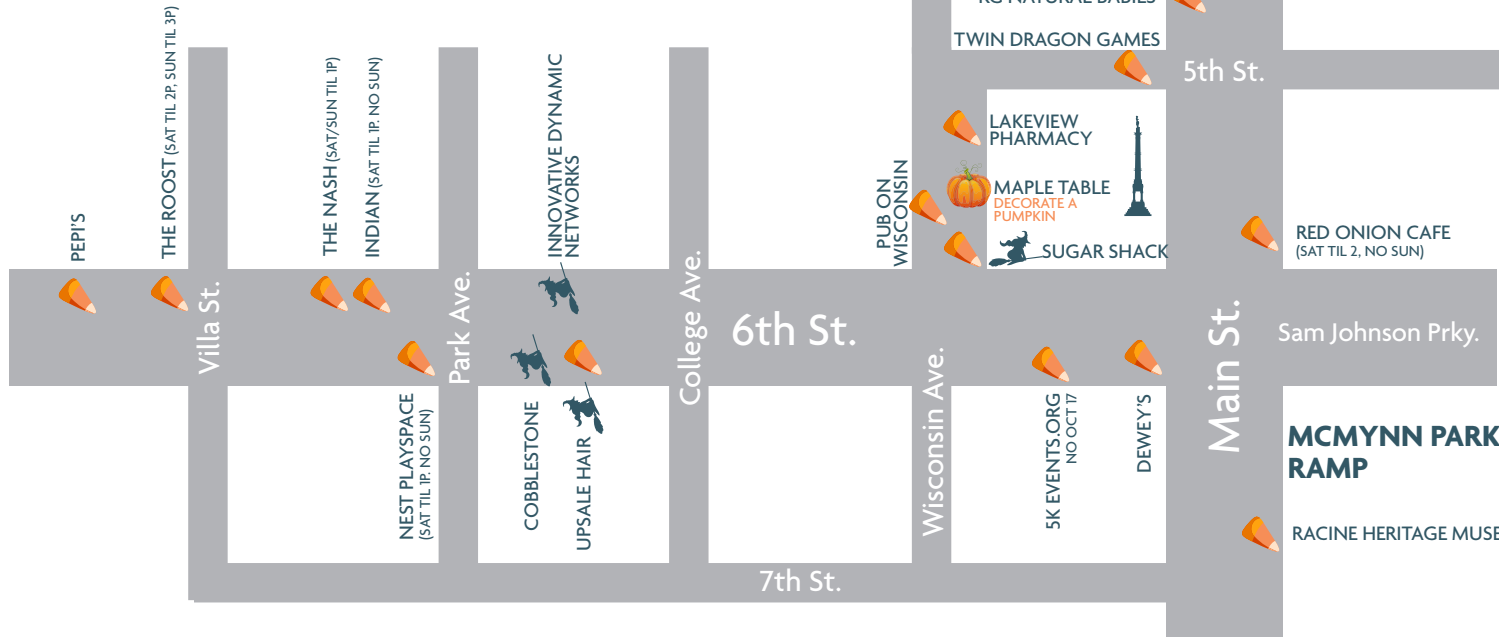 KG NATURAL BABIES
TWIN DRAGON GAMES
5th St.
LAKEVIEW
PHARMACY
PUB ON
WISCONSIN
MAPLE TABLE
DECORATE A
PUMPKIN
SUGAR SHACK
RED ONION CAFE
(SAT TIL 2, NO SUN)
PEPI'S
THE ROOST (SAT TIL 2P, SUN TIL 3P)
THE NASH (SAT/SUN TIL 1P)
INDIAN (SAT TIL 1P. NO SUN)
INNOVATIVE DYNAMIC
NETWORKS
Villa St.
Park Ave.
College Ave.
6th St.
Wisconsin Ave.
Main St.
Sam Johnson Prky.
NEST PLAYSPACE
(SAT TIL 1P. NO SUN)
COBBLESTONE
UPSALE HAIR
5K EVENTS.ORG
NO OCT 17
DEWEY'S
MCMYNN PARK
RAMP
RACINE HERITAGE MUSE
7th St.